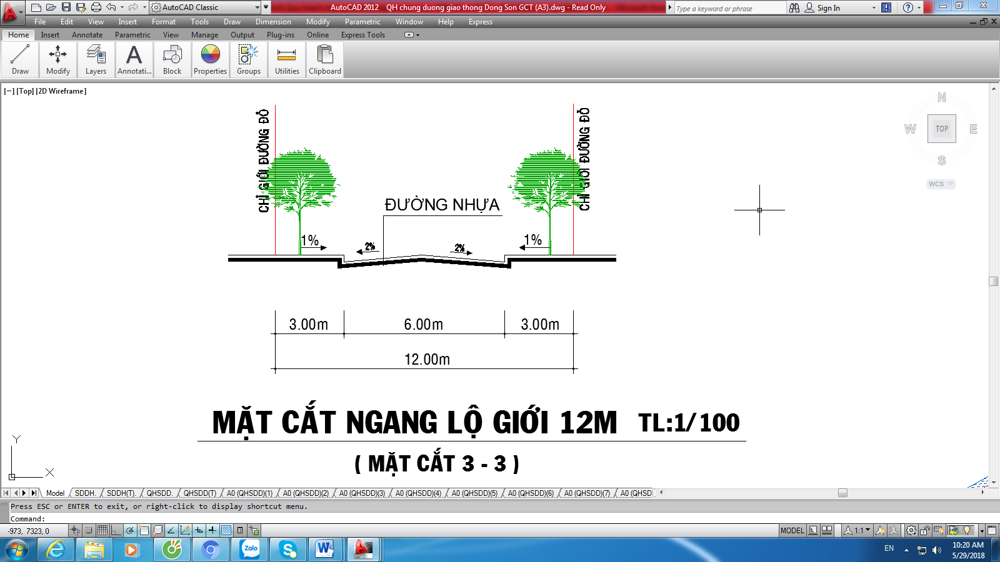 AutoCAD Classic
AutoCAD 2012 QH chung duong giao thong Dong Son GCT (A3).dwg - Read Only
Type a keyword or phrase
Sign In
File Edit View Insert Format Tools Draw Dimension Modify Parametric Window Help Express
Home Insert Annotate Parametric View Manage Output Plug-ins Online Express Tools
Draw Modify Layers Annotati... Block Properties Groups Utilities Clipboard
[−] [Top] [2D Wireframe]
N
W TOP E
S
WCS
CHỈ GIỚI ĐƯỜNG ĐỎ
CHỈ GIỚI ĐƯỜNG ĐỎ
ĐƯỜNG NHỰA
1% 2% 2% 1%
3.00m 6.00m 3.00m
12.00m
MẶT CẮT NGANG LỘ GIỚI 12M TL:1/100
( MẶT CẮT 3 - 3 )
Y
X
Model SDDH. SDDH(T). QHSDD. QHSDD(T) A0 (QHSDD)(1) A0 (QHSDD)(2) A0 (QHSDD)(3) A0 (QHSDD)(4) A0 (QHSDD)(5) A0 (QHSDD)(6) A0 (QHSDD)(7) A0 (QHSD
Press ESC or ENTER to exit, or right-click to display shortcut menu.
Command:
-973, 7323, 0
MODEL 1:1
Zalo
EN
10:20 AM
5/29/2018